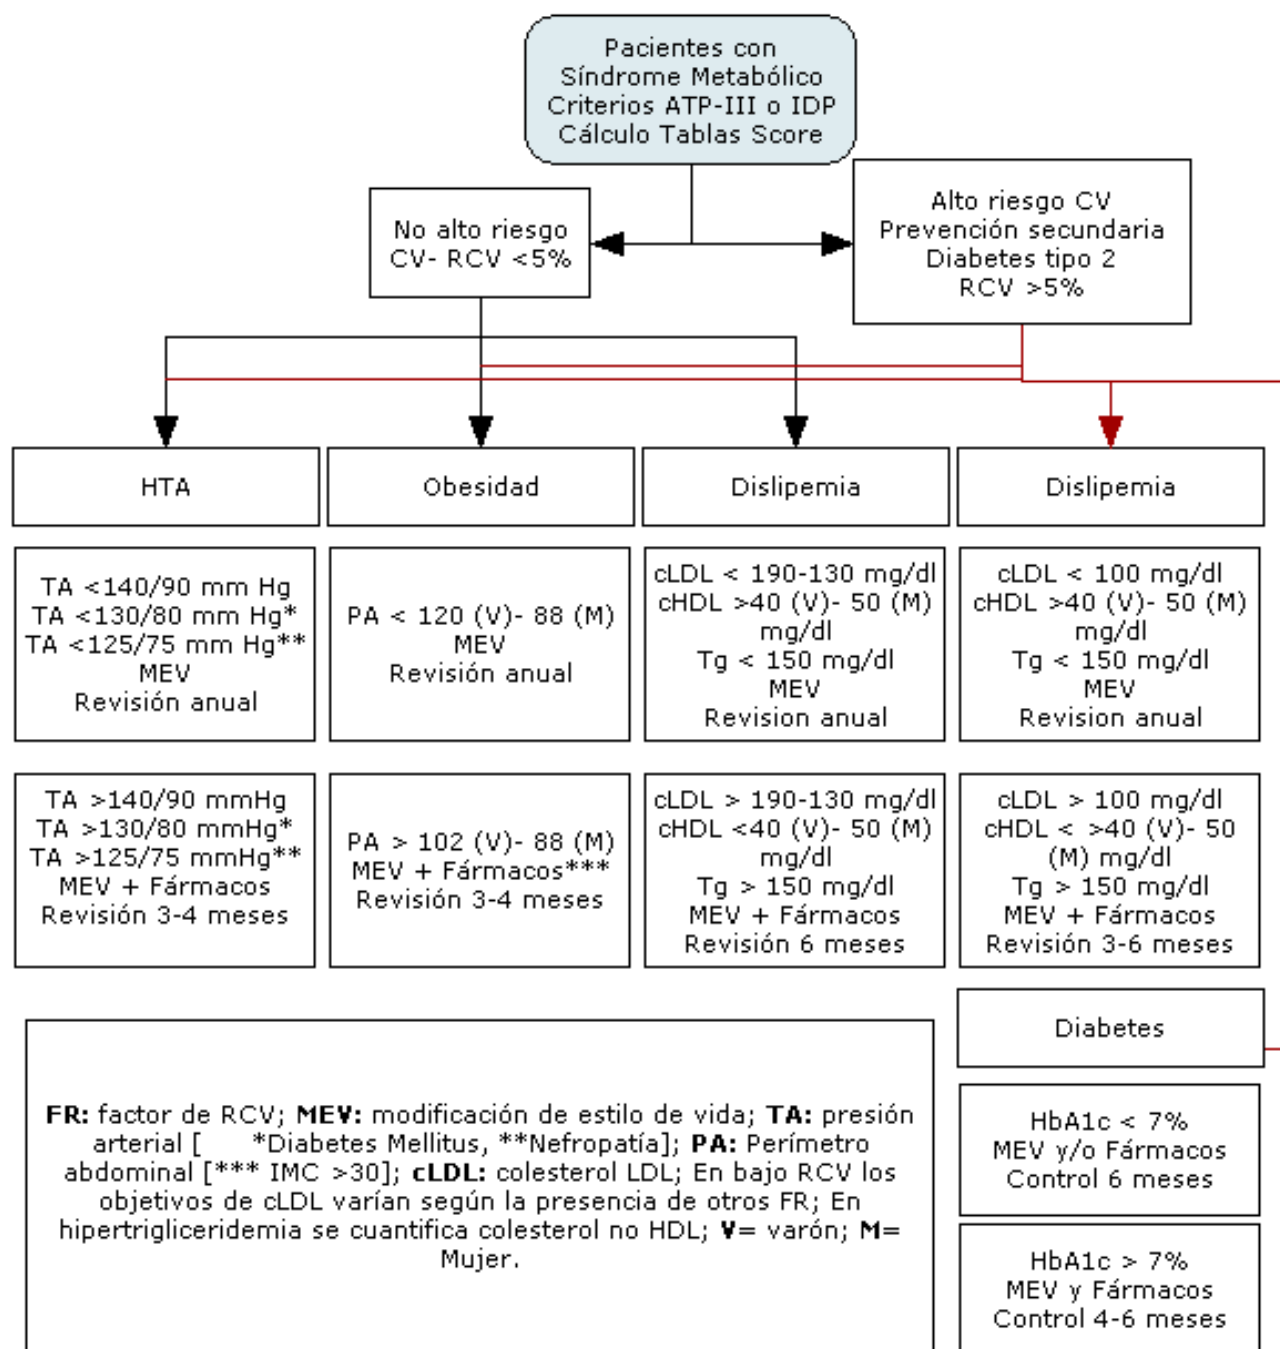 Pacientes con
Síndrome Metabólico
Criterios ATP-III o IDP
Cálculo Tablas Score
No alto riesgo
CV- RCV <5%
Alto riesgo CV
Prevención secundaria
Diabetes tipo 2
RCV >5%
HTA
Obesidad
Dislipemia
Dislipemia
TA <140/90 mm Hg
TA <130/80 mm Hg*
TA <125/75 mm Hg**
MEV
Revisión anual
PA < 120 (V)- 88 (M)
MEV
Revisión anual
cLDL < 190-130 mg/dl
cHDL >40 (V)- 50 (M)
mg/dl
Tg < 150 mg/dl
MEV
Revision anual
cLDL < 100 mg/dl
cHDL >40 (V)- 50 (M)
mg/dl
Tg < 150 mg/dl
MEV
Revision anual
TA >140/90 mmHg
TA >130/80 mmHg*
TA >125/75 mmHg**
MEV + Fármacos
Revisión 3-4 meses
PA > 102 (V)- 88 (M)
MEV + Fármacos***
Revisión 3-4 meses
cLDL > 190-130 mg/dl
cHDL <40 (V)- 50 (M)
mg/dl
Tg > 150 mg/dl
MEV + Fármacos
Revisión 6 meses
cLDL > 100 mg/dl
cHDL < >40 (V)- 50
(M) mg/dl
Tg > 150 mg/dl
MEV + Fármacos
Revisión 3-6 meses
Diabetes
HbA1c < 7%
MEV y/o Fármacos
Control 6 meses
HbA1c > 7%
MEV y Fármacos
Control 4-6 meses
FR: factor de RCV; MEV: modificación de estilo de vida; TA: presión
arterial [ *Diabetes Mellitus, **Nefropatía]; PA: Perímetro
abdominal [*** IMC >30]; cLDL: colesterol LDL; En bajo RCV los
objetivos de cLDL varían según la presencia de otros FR; En
hipertrigliceridemia se cuantifica colesterol no HDL; V= varón; M=
Mujer.